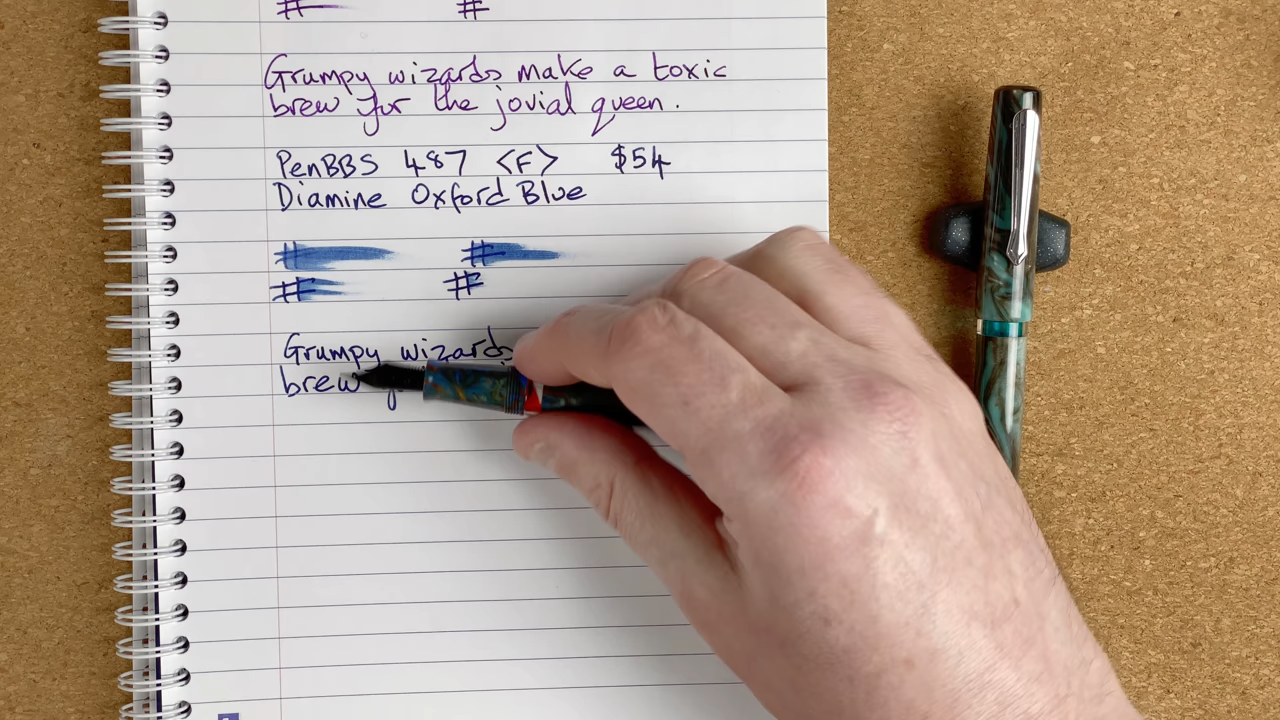 #
#
Grumpy wizards make a toxic
brew for the jovial queen.
PenBBS 487 <F> $54
Diamine Oxford Blue
# #
# #
Grumpy wizards
brew